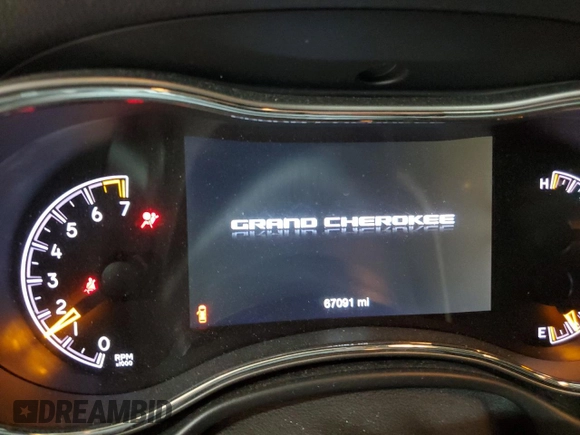 7
6
5
4
3
2
1
0
RPM
x1000
GRAND CHEROKEE
67091 mi
H
E
DREAMBID